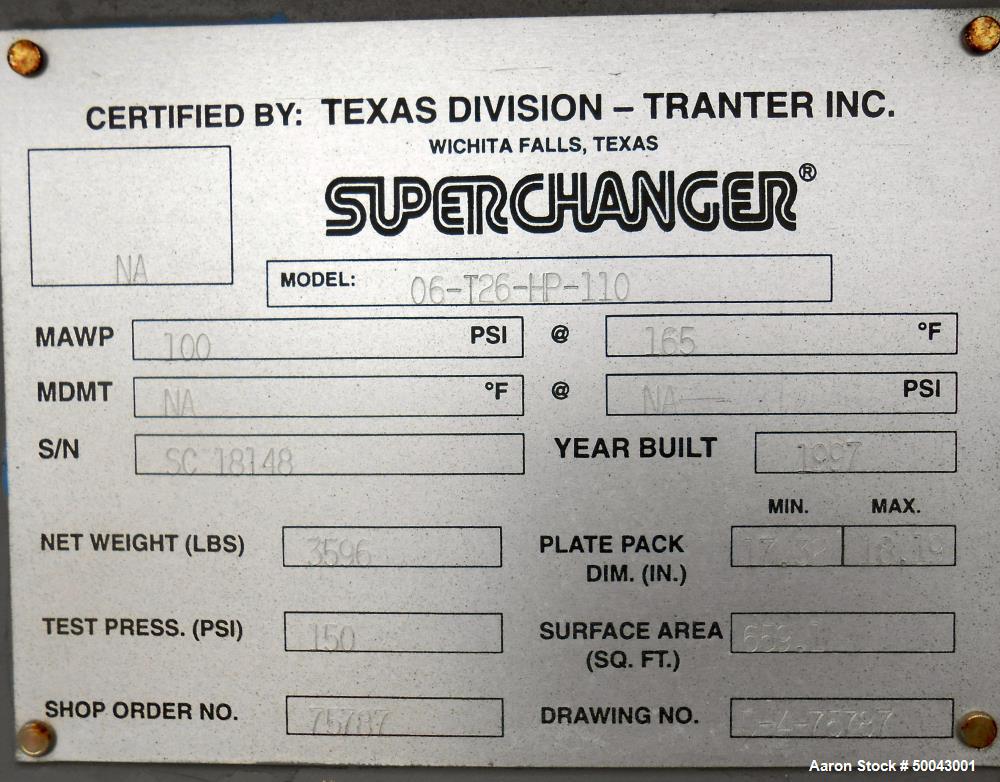 CERTIFIED BY: TEXAS DIVISION – TRANTER INC.
WICHITA FALLS, TEXAS
SUPERCHANGER®
NA
MODEL: 06-T26-HP-110
MAWP 100 PSI @ 165 °F
MDMT NA °F @ NA PSI
S/N SC 18148 YEAR BUILT 1997
MIN. MAX.
NET WEIGHT (LBS) 3596 PLATE PACK 18.19
DIM. (IN.)
TEST PRESS. (PSI) 150 SURFACE AREA
(SQ. FT.)
SHOP ORDER NO. 75787 DRAWING NO.
Aaron Stock # 50043001